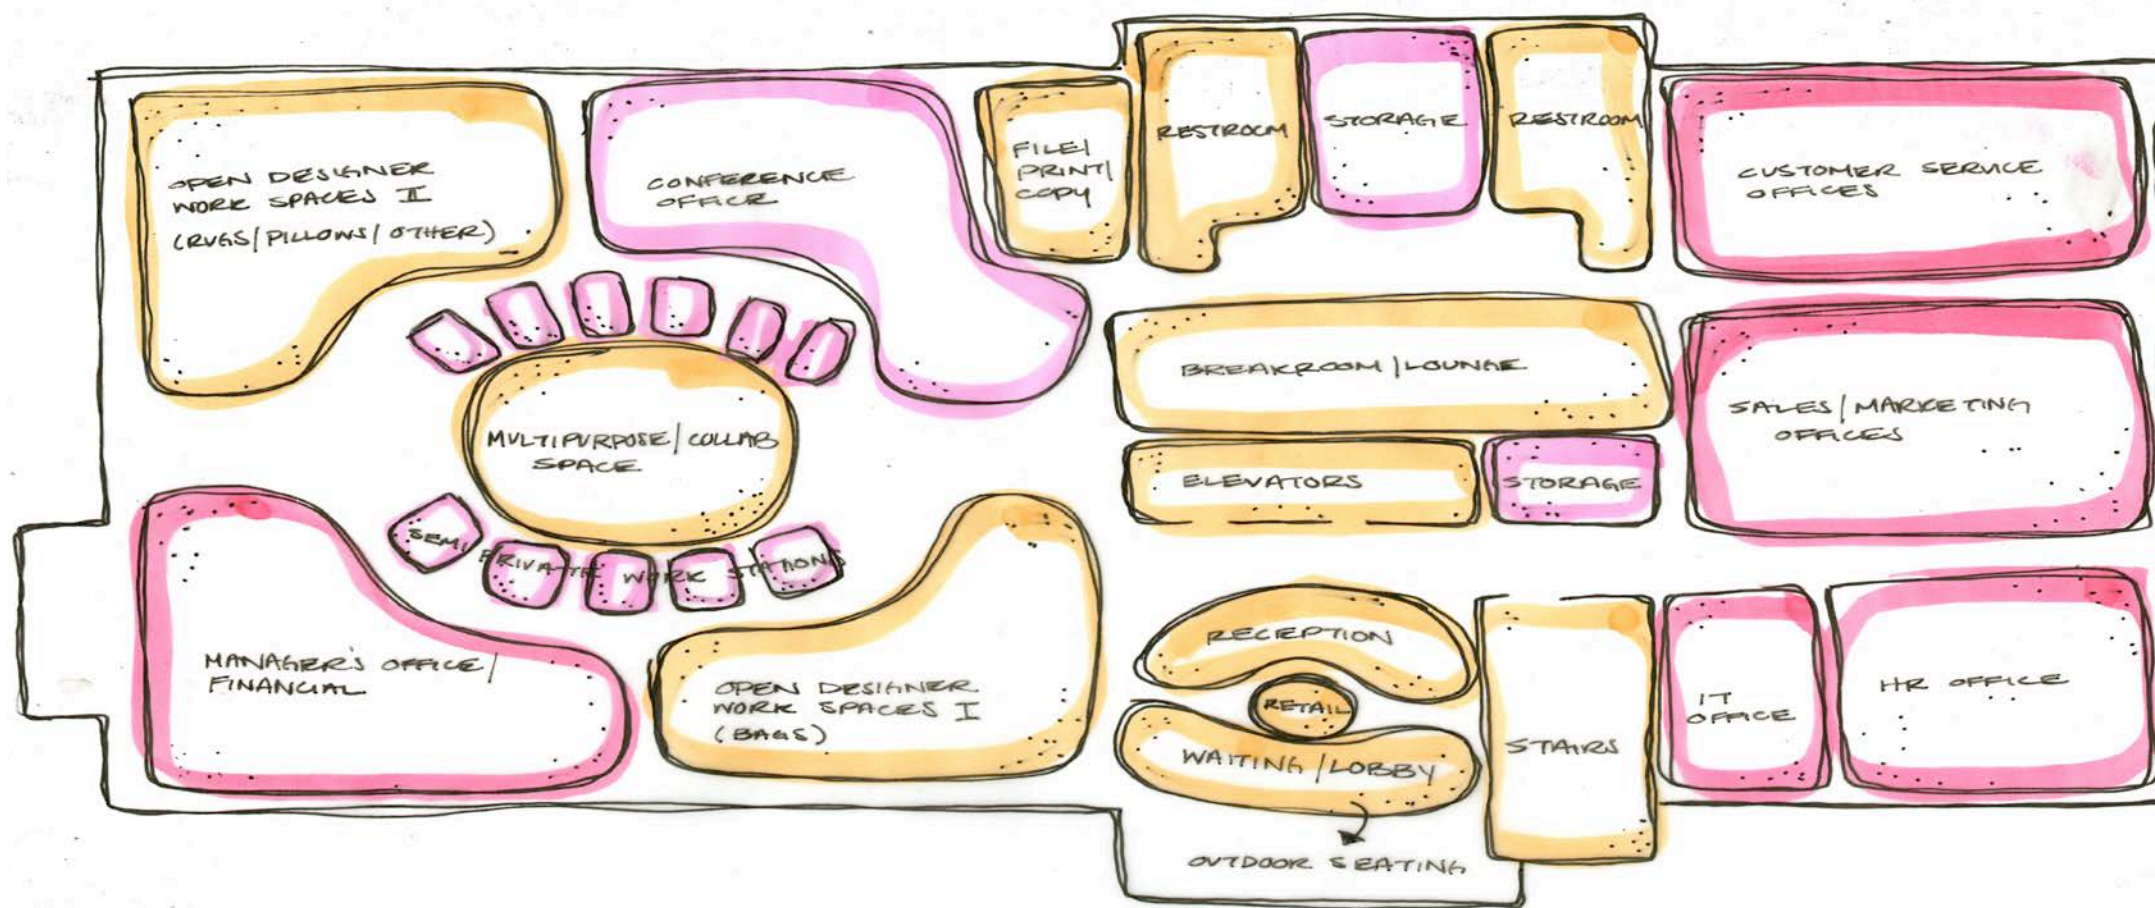 OPEN DESIGNER
WORK SPACES II
(RUGS/PILLOWS/OTHER)
CONFERENCE
OFFICE
FILE/
PRINT/
COPY
RESTROOM
STORAGE
RESTROOM
CUSTOMER SERVICE
OFFICES
MULTIPURPOSE/COLLAB
SPACE
BREAKROOM/LOUNGE
SALES/MARKETING
OFFICES
ELEVATORS
STORAGE
SEMI PRIVATE WORK STATIONS
MANAGER'S OFFICE/
FINANCIAL
OPEN DESIGNER
WORK SPACES I
(BAGS)
RECEPTION
RETAIL
WAITING/LOBBY
STAIRS
IT
OFFICE
HR OFFICE
OUTDOOR SEATING